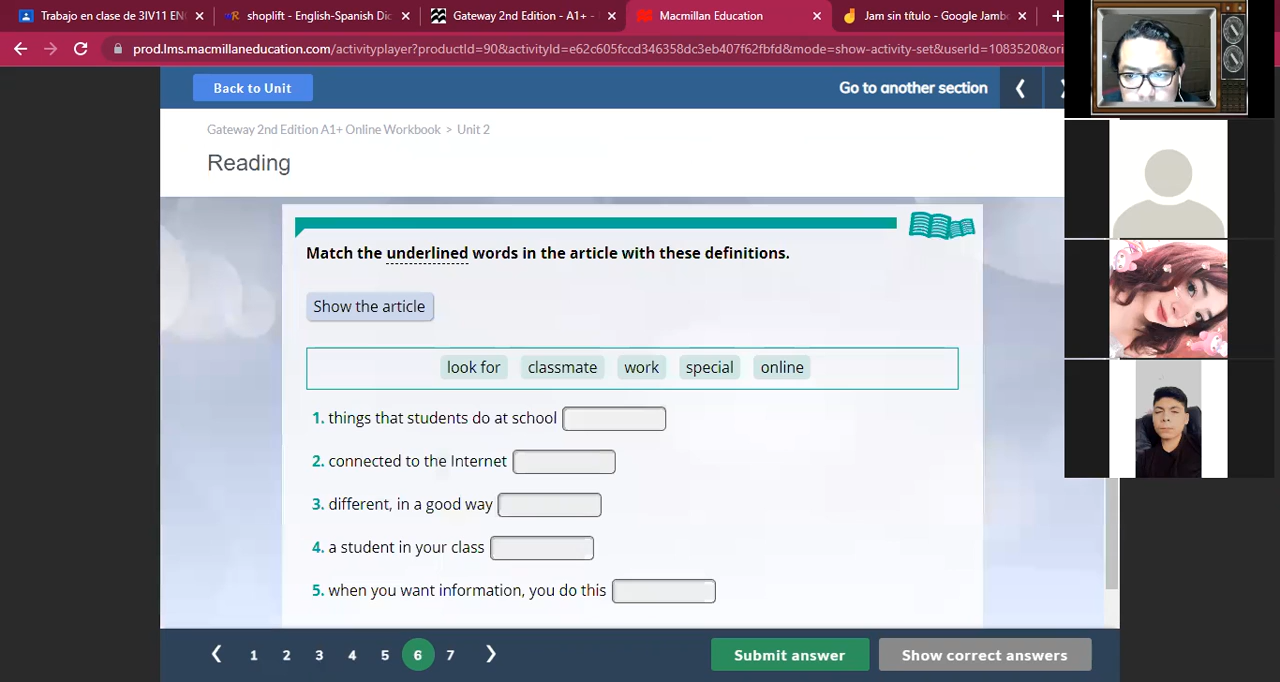 Trabajo en clase de 3IV11 EN
shoplift - English-Spanish Dic
Gateway 2nd Edition - A1+ -
Macmillan Education
Jam sin título - Google Jamb
prod.lms.macmillaneducation.com/activityplayer?productId=90&activityId=e62c605fccd346358dc3eb407f62fbfd&mode=show-activity-set&userId=1083520&ori
Back to Unit
Go to another section
Gateway 2nd Edition A1+ Online Workbook > Unit 2
Reading
Match the underlined words in the article with these definitions.
Show the article
look for classmate work special online
1. things that students do at school
2. connected to the Internet
3. different, in a good way
4. a student in your class
5. when you want information, you do this
1 2 3 4 5 6 7
Submit answer
Show correct answers